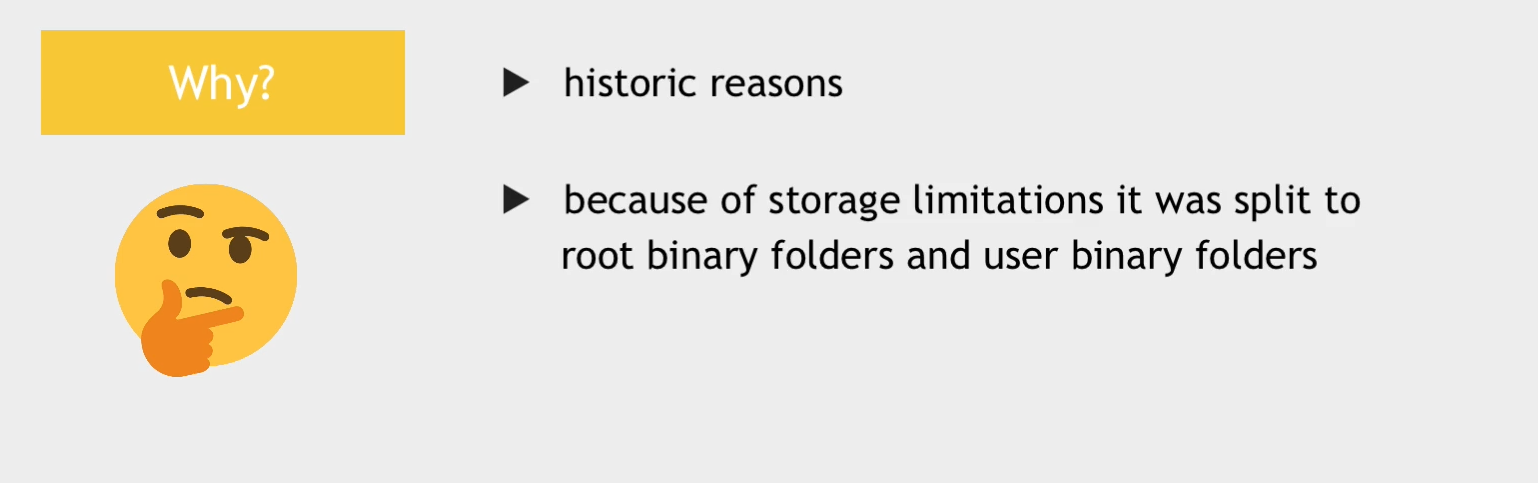 Why?
historic reasons
because of storage limitations it was split to
root binary folders and user binary folders